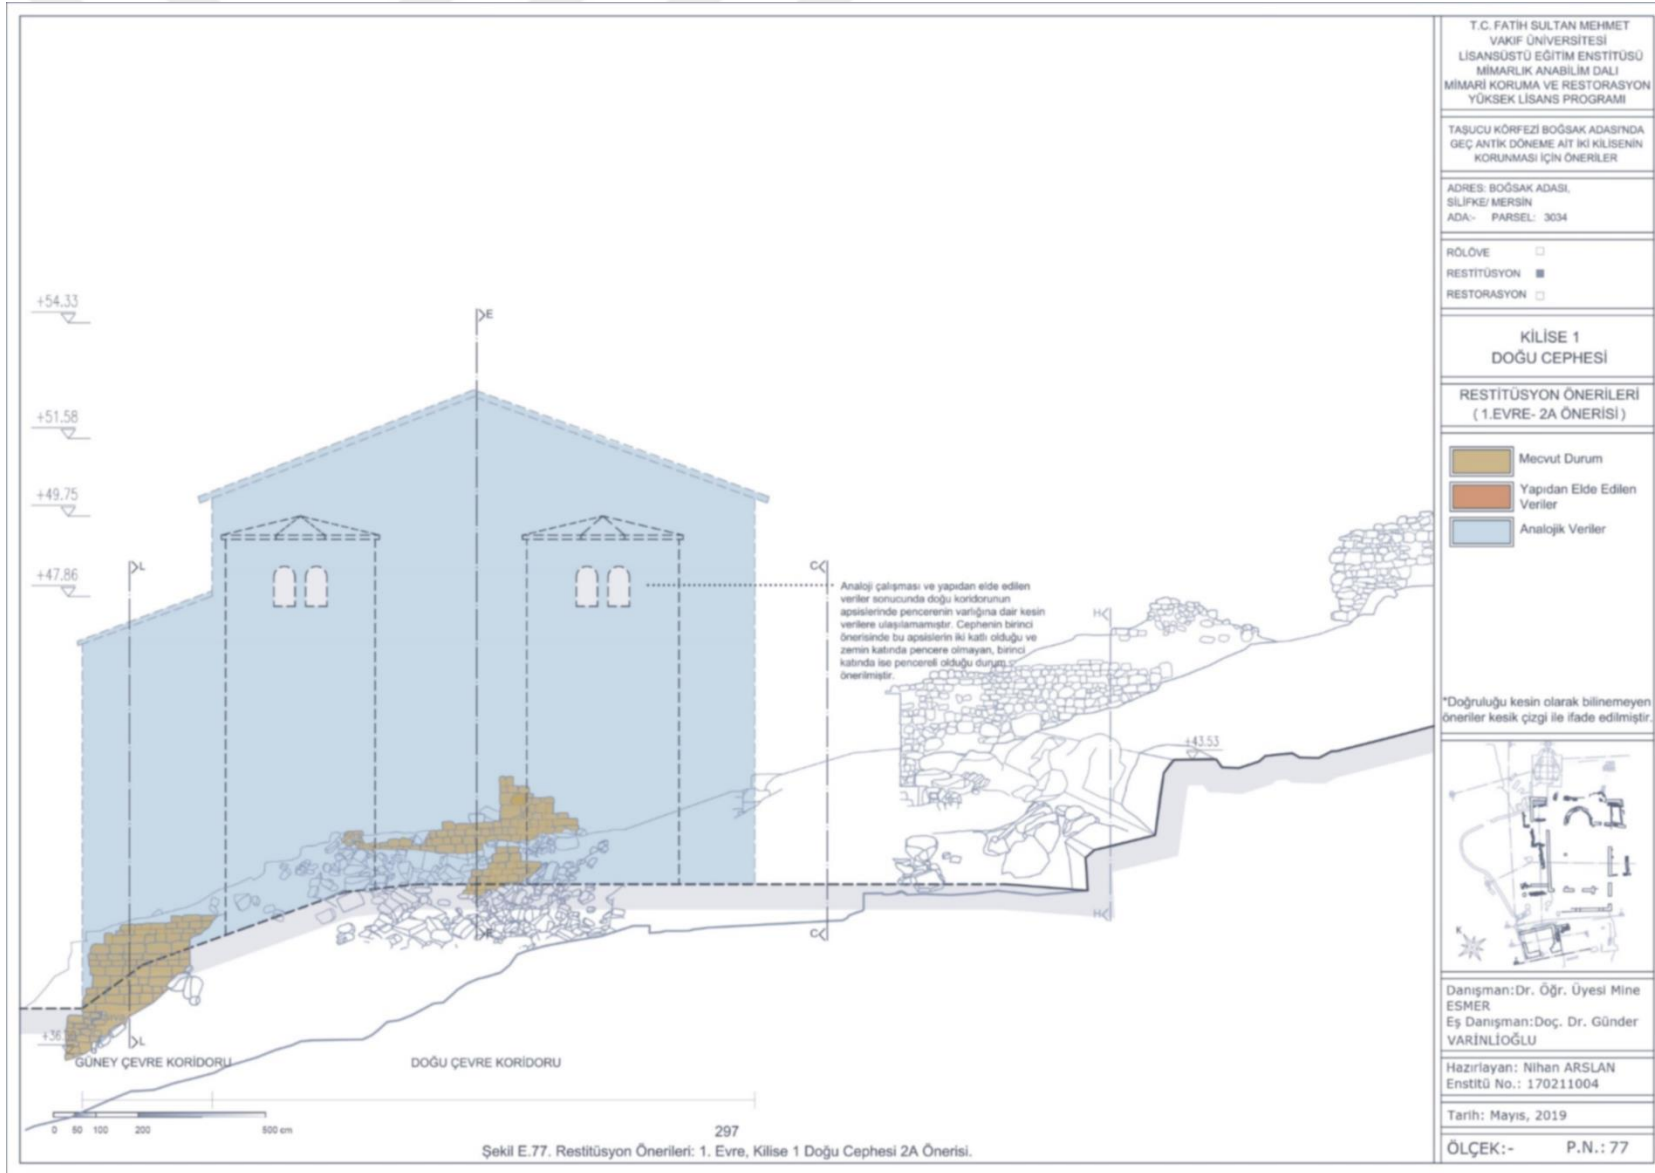 T.C. FATİH SULTAN MEHMET
VAKIF ÜNİVERSİTESİ
LİSANSÜSTÜ EĞİTİM ENSTİTÜSÜ
MİMARLIK ANABİLİM DALI
MİMARİ KORUMA VE RESTORASYON
YÜKSEK LİSANS PROGRAMI
TAŞUCU KÖRFEZİ BOĞSAK ADASI'NDA
GEÇ ANTİK DÖNEME AİT İKİ KİLİSENİN
KORUNMASI İÇİN ÖNERİLER
ADRES: BOĞSAK ADASI,
SİLİFKE/ MERSİN
ADA:- PARSEL: 3034
RÖLÖVE
RESTİTÜSYON
RESTORASYON
KİLİSE 1
DOĞU CEPHESİ
RESTİTÜSYON ÖNERİLERİ
( 1.EVRE- 2A ÖNERİSİ )
Mecvut Durum
Yapıdan Elde Edilen
Veriler
Analojik Veriler
*Doğruluğu kesin olarak bilinemeyen
öneriler kesik çizgi ile ifade edilmiştir.
K
Danışman:Dr. Öğr. Üyesi Mine
ESMER
Eş Danışman:Doç. Dr. Günder
VARİNLİOĞLU
Hazırlayan: Nihan ARSLAN
Enstitü No.: 170211004
Tarih: Mayıs, 2019
ÖLÇEK:- P.N.: 77
+54.33
E
+51.58
+49.75
+47.86
L
C
Analoji çalışması ve yapıdan elde edilen
veriler sonucunda doğu koridorunun
apsislerinde pencerenin varlığına dair kesin
verilere ulaşılamamıştır. Cephenin birinci
önerisinde bu apsislerin iki katlı olduğu ve
zemin katında pencere olmayan, birinci
katında ise pencereli olduğu durum
önerilmiştir.
H
+43.53
H
E
C
L
GÜNEY ÇEVRE KORİDORU
DOĞU ÇEVRE KORİDORU
0 50 100 200 500 cm
297
Şekil E.77. Restitüsyon Önerileri: 1. Evre, Kilise 1 Doğu Cephesi 2A Önerisi.